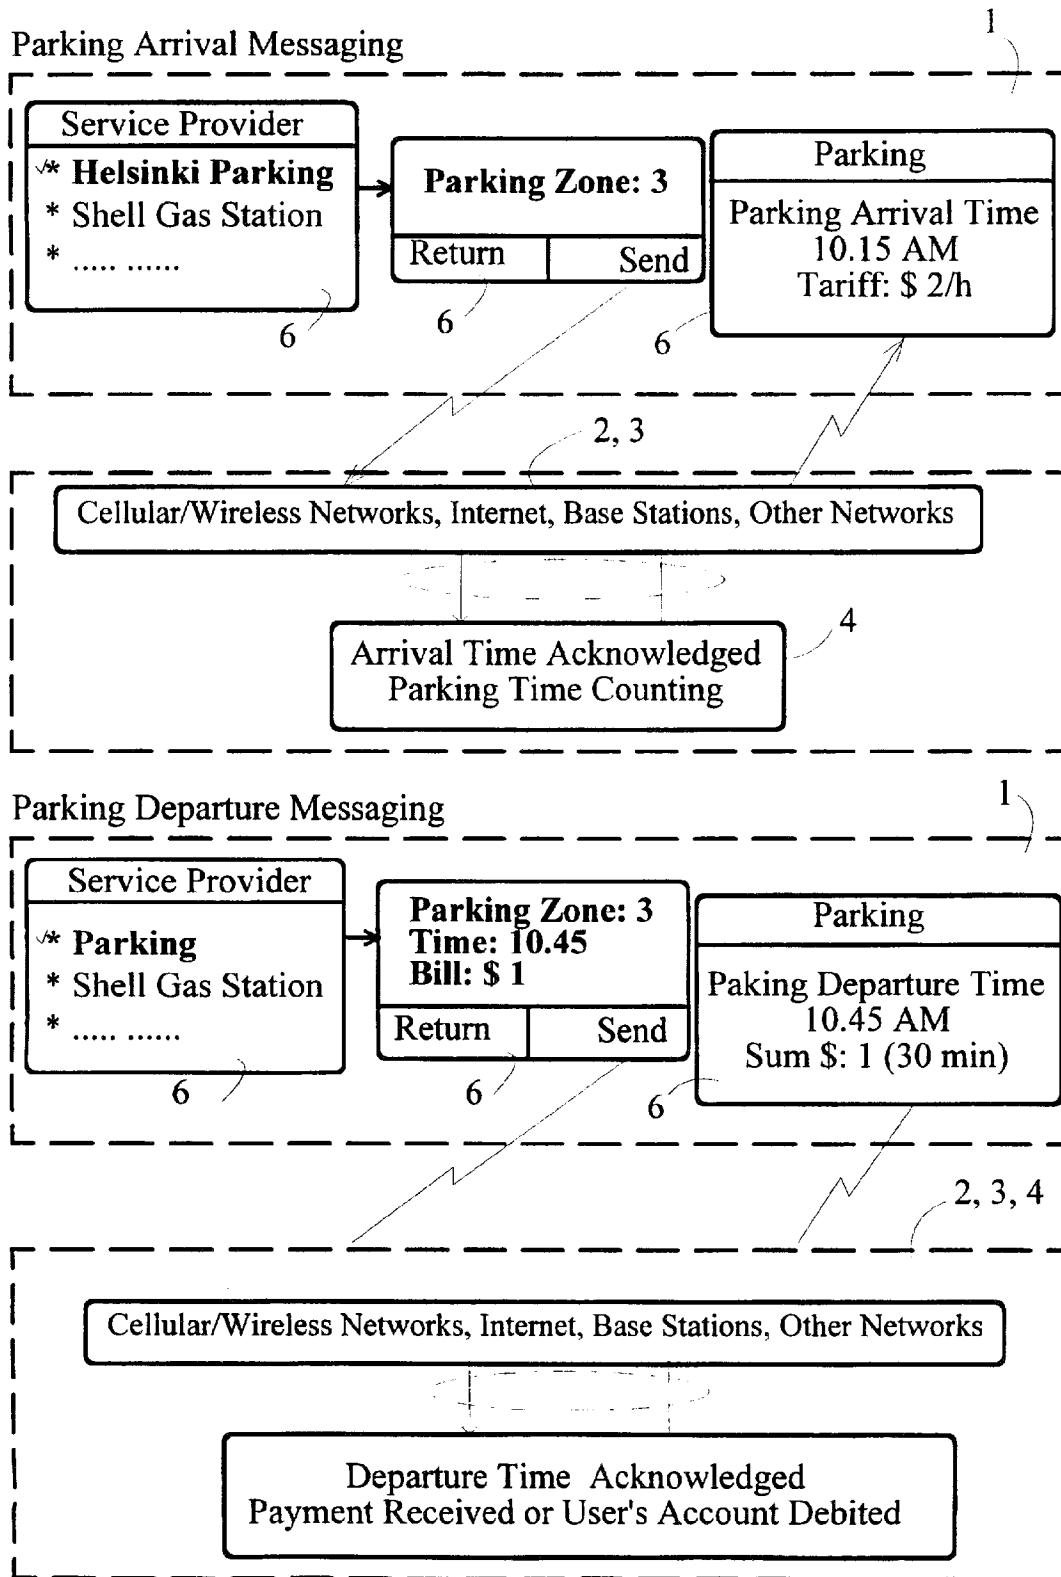 1
Parking Arrival Messaging
Service Provider
* Helsinki Parking
* Shell Gas Station
* ..... ......
6
Parking Zone: 3
Return
Send
6
Parking
Parking Arrival Time
10.15 AM
Tariff: $ 2/h
6
2, 3
Cellular/Wireless Networks, Internet, Base Stations, Other Networks
4
Arrival Time Acknowledged
Parking Time Counting
1
Parking Departure Messaging
Service Provider
* Parking
* Shell Gas Station
* ..... ......
6
Parking Zone: 3
Time: 10.45
Bill: $ 1
Return
Send
6
Parking
Paking Departure Time
10.45 AM
Sum $: 1 (30 min)
6
2, 3, 4
Cellular/Wireless Networks, Internet, Base Stations, Other Networks
Departure Time Acknowledged
Payment Received or User's Account Debited